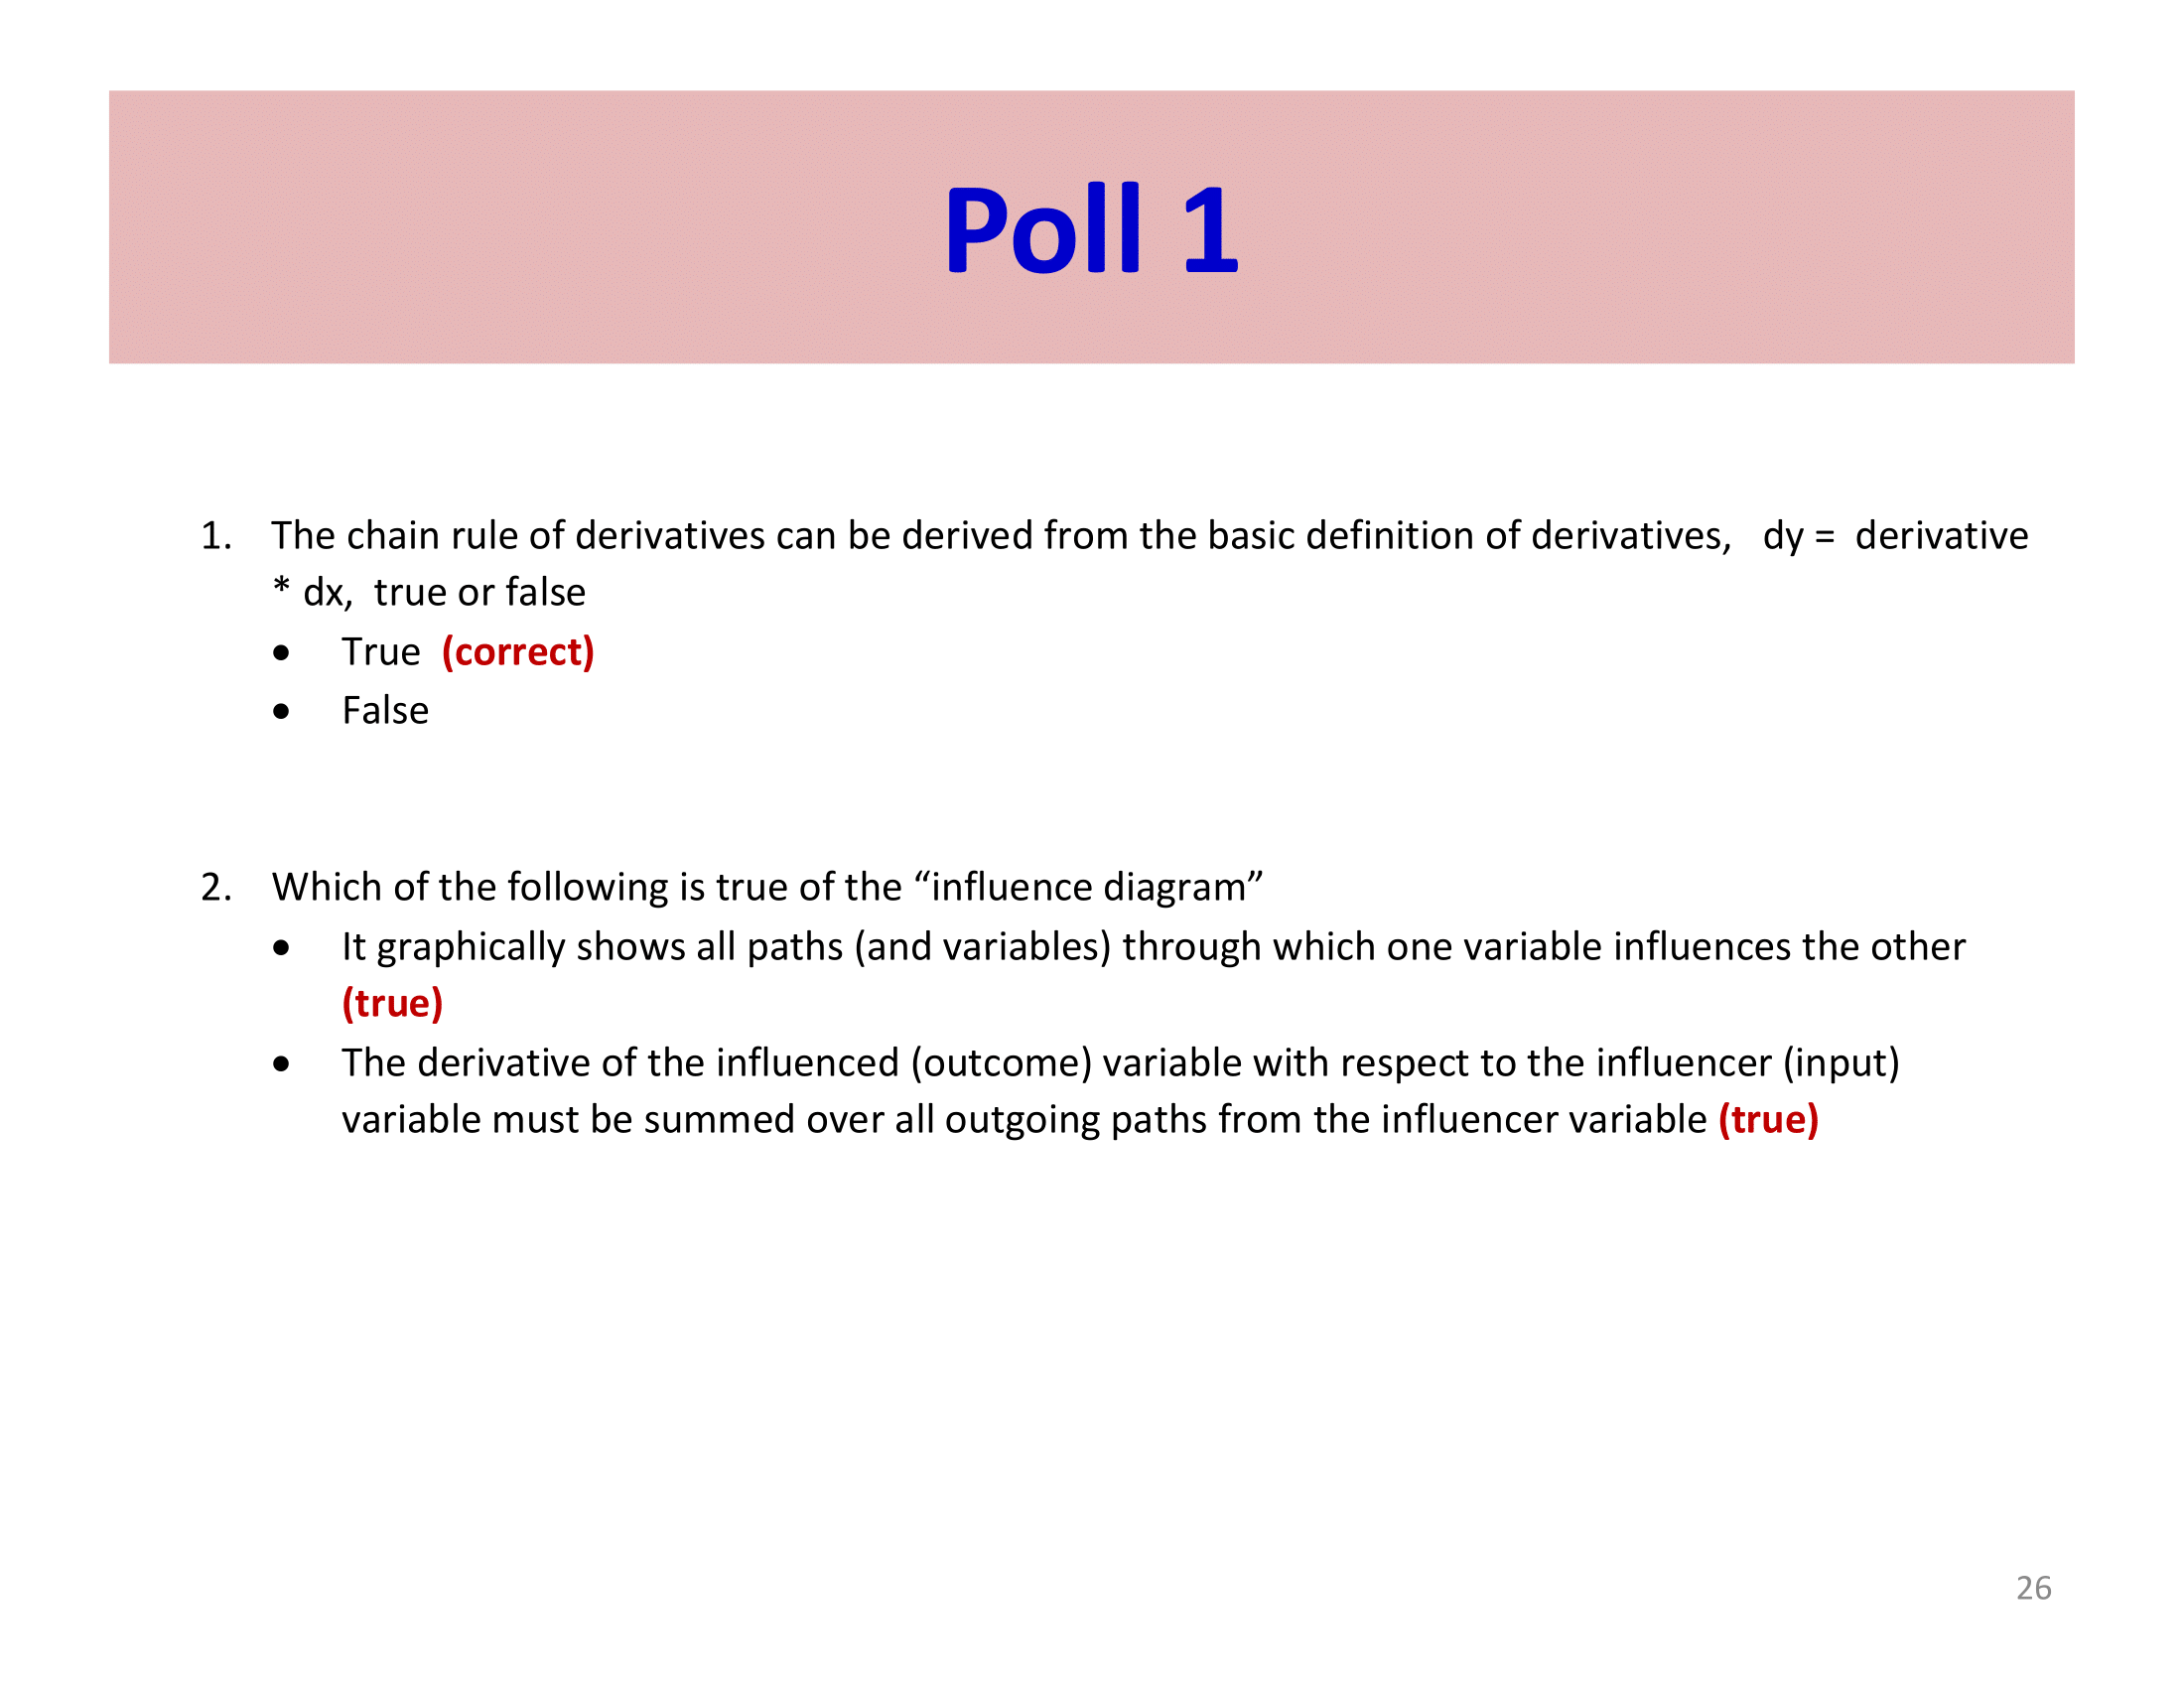 Poll 1
1. The chain rule of derivatives can be derived from the basic definition of derivatives, dy = derivative
* dx, true or false
• True (correct)
• False
2. Which of the following is true of the “influence diagram”
• It graphically shows all paths (and variables) through which one variable influences the other
(true)
• The derivative of the influenced (outcome) variable with respect to the influencer (input)
variable must be summed over all outgoing paths from the influencer variable (true)
26